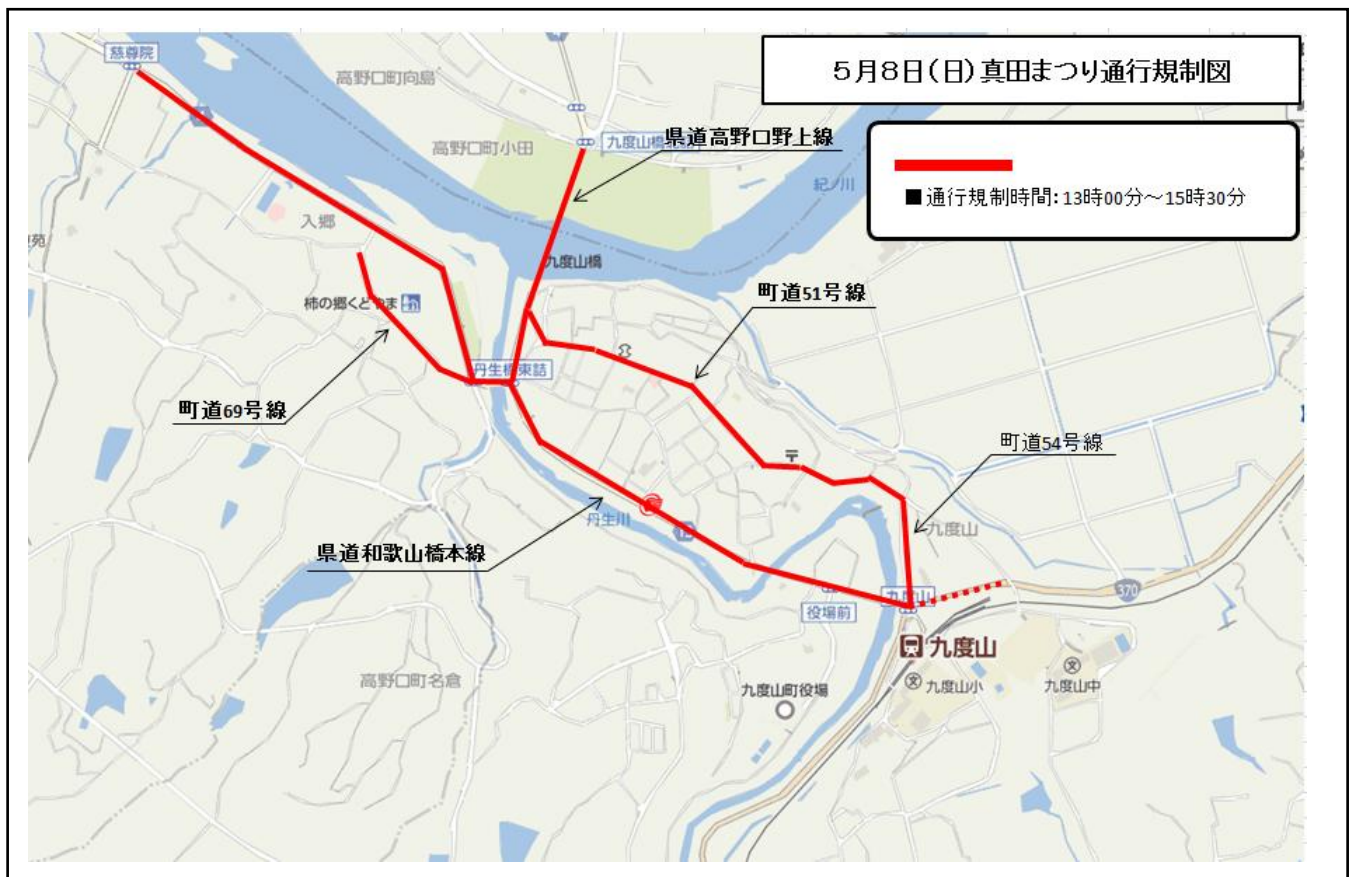 5月8日(日)真田まつり通行規制図
■通行規制時間:13時00分～15時30分
慈尊院
高野口町向島
高野口町小田
九度山橋
県道高野口野上線
紀ノ川
入郷
九度山橋
柿の郷くどやま
町道51号線
丹生橋東詰
町道69号線
町道54号線
丹生川
九度山
県道和歌山橋本線
九度山
370
役場前
九度山
高野口町名倉
九度山町役場
九度山小
九度山中